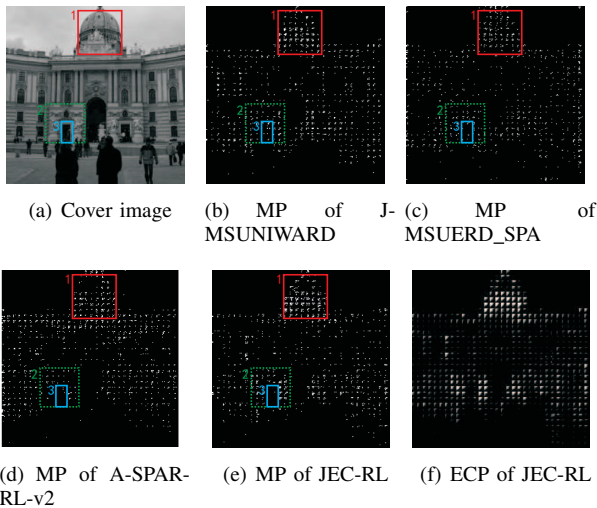 1
2
3
1
2
3
1
2
3
(a) Cover image
(b) MP of J-
MSUNIWARD
(c) MP of
MSUERD_SPA
1
2
3
1
2
3
(d) MP of A-SPAR-
RL-v2
(e) MP of JEC-RL
(f) ECP of JEC-RL